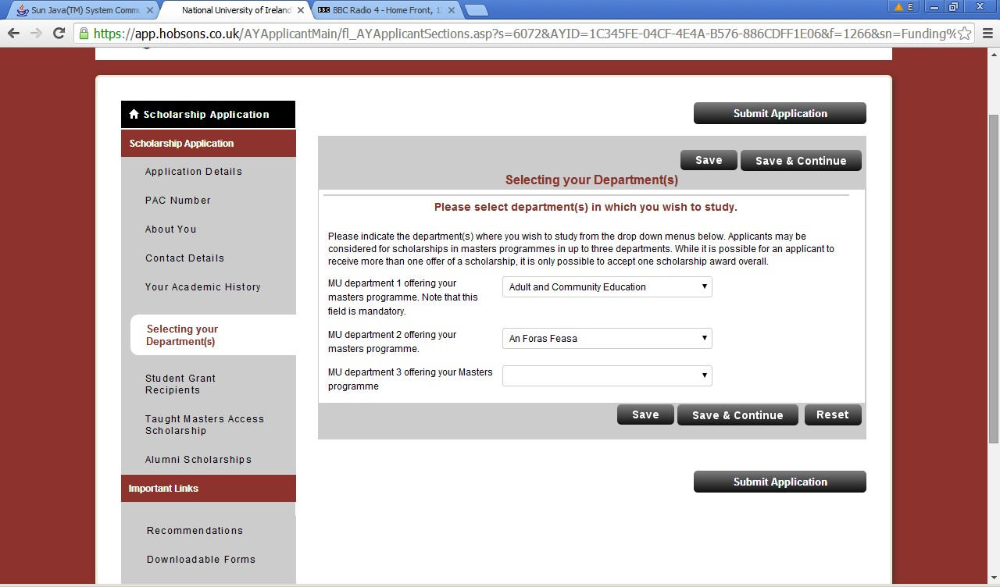 Sun Java(TM) System Commu
National University of Ireland
BBC Radio 4 - Home Front, 1
E
https://app.hobsons.co.uk/AYApplicantMain/fl_AYApplicantSections.asp?s=6072&AYID=1C345FE-04CF-4E4A-B576-886CDFF1E06&f=1266&sn=Funding%
Scholarship Application
Submit Application
Scholarship Application
Application Details
PAC Number
About You
Contact Details
Your Academic History
Selecting your
Department(s)
Student Grant
Recipients
Taught Masters Access
Scholarship
Alumni Scholarships
Important Links
Recommendations
Downloadable Forms
Save Save & Continue
Selecting your Department(s)
Please select department(s) in which you wish to study.
Please indicate the department(s) where you wish to study from the drop down menus below. Applicants may be
considered for scholarships in masters programmes in up to three departments. While it is possible for an applicant to
receive more than one offer of a scholarship, it is only possible to accept one scholarship award overall.
MU department 1 offering your
masters programme. Note that this
field is mandatory.
Adult and Community Education
MU department 2 offering your
masters programme.
An Foras Feasa
MU department 3 offering your Masters
programme
Save Save & Continue Reset
Submit Application